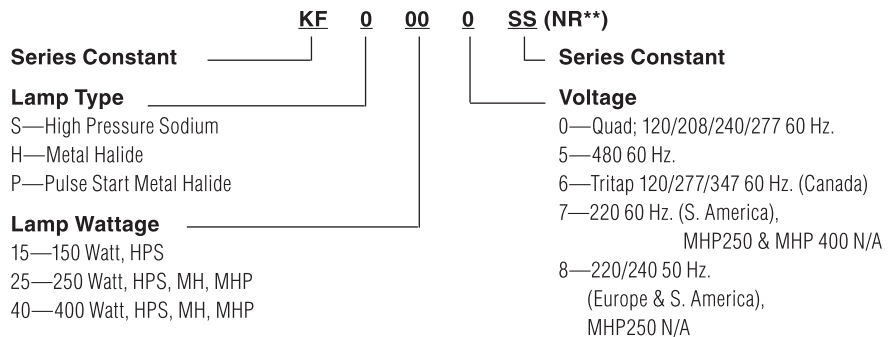 KF 0 00 0 SS (NR**)
Series Constant
Lamp Type
S—High Pressure Sodium
H—Metal Halide
P—Pulse Start Metal Halide
Lamp Wattage
15—150 Watt, HPS
25—250 Watt, HPS, MH, MHP
40—400 Watt, HPS, MH, MHP
Series Constant
Voltage
0—Quad; 120/208/240/277 60 Hz.
5—480 60 Hz.
6—Tritap 120/277/347 60 Hz. (Canada)
7—220 60 Hz. (S. America),
MHP250 & MHP 400 N/A
8—220/240 50 Hz.
(Europe & S. America),
MHP250 N/A